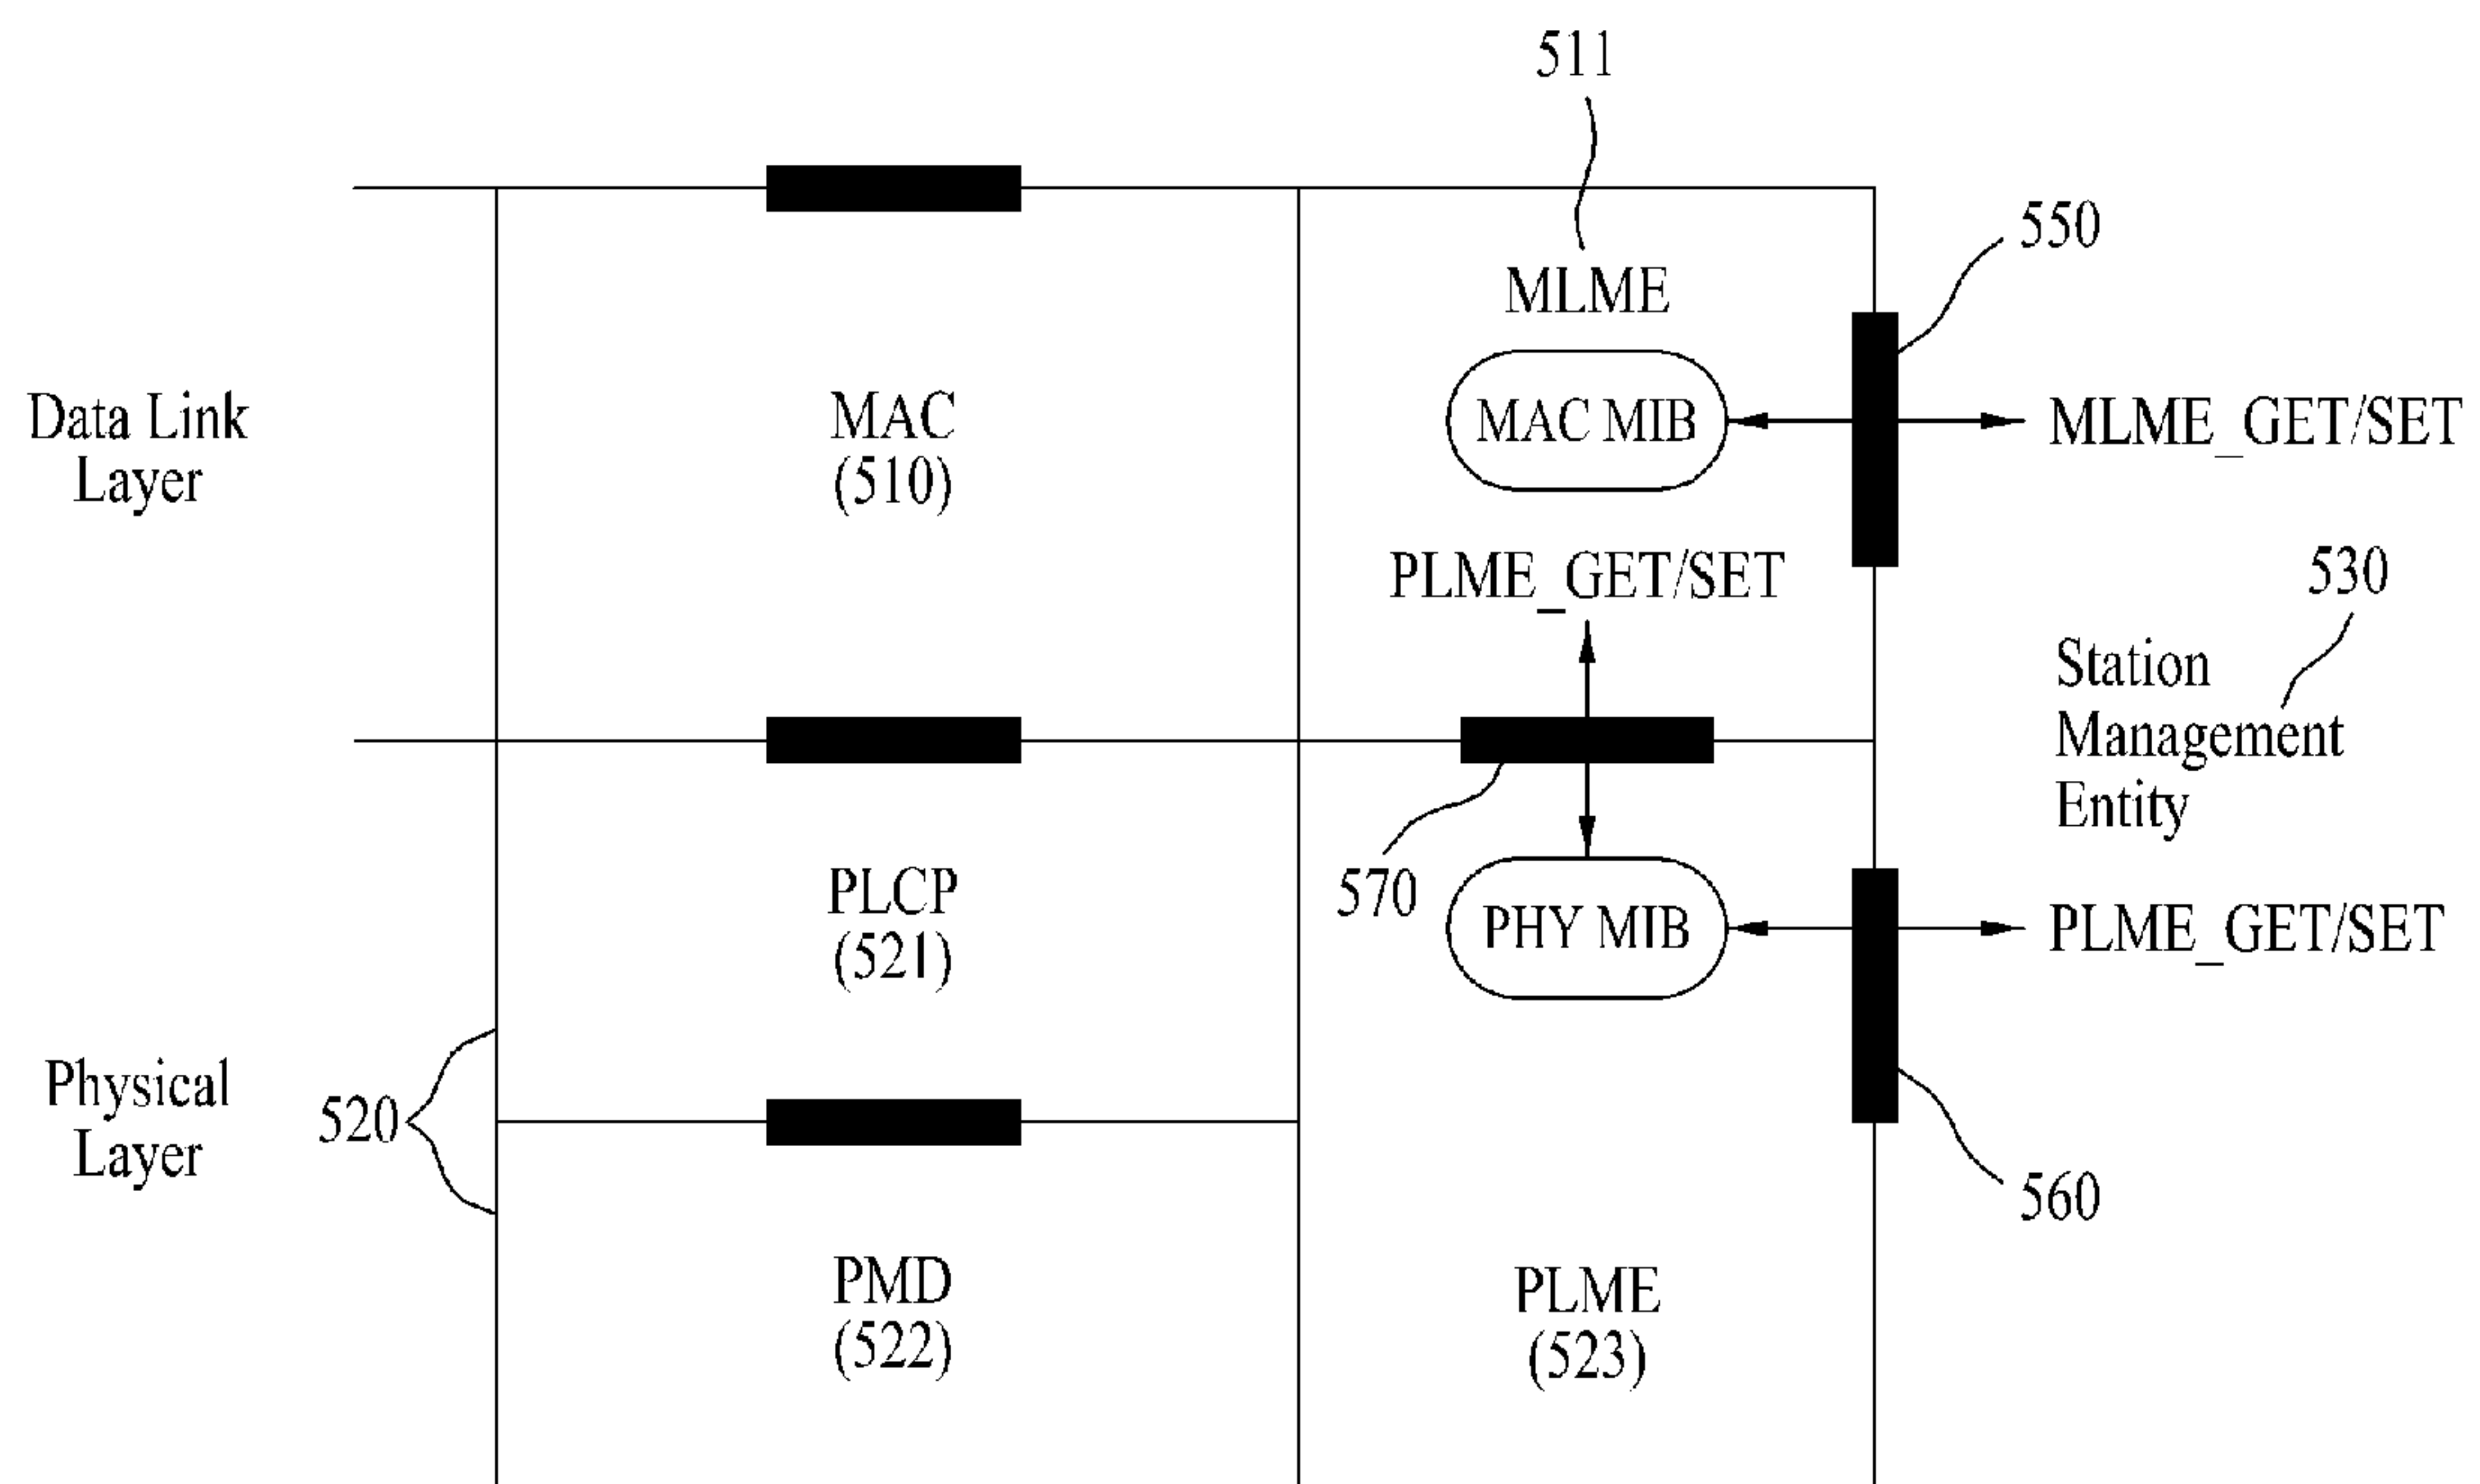 511
550
MLME
Data Link
Layer
MAC
(510)
MAC MIB
MLME_GET/SET
PLME_GET/SET
530
Station
Management
Entity
570
PLCP
(521)
PHY MIB
PLME_GET/SET
Physical
Layer
520
560
PMD
(522)
PLME
(523)